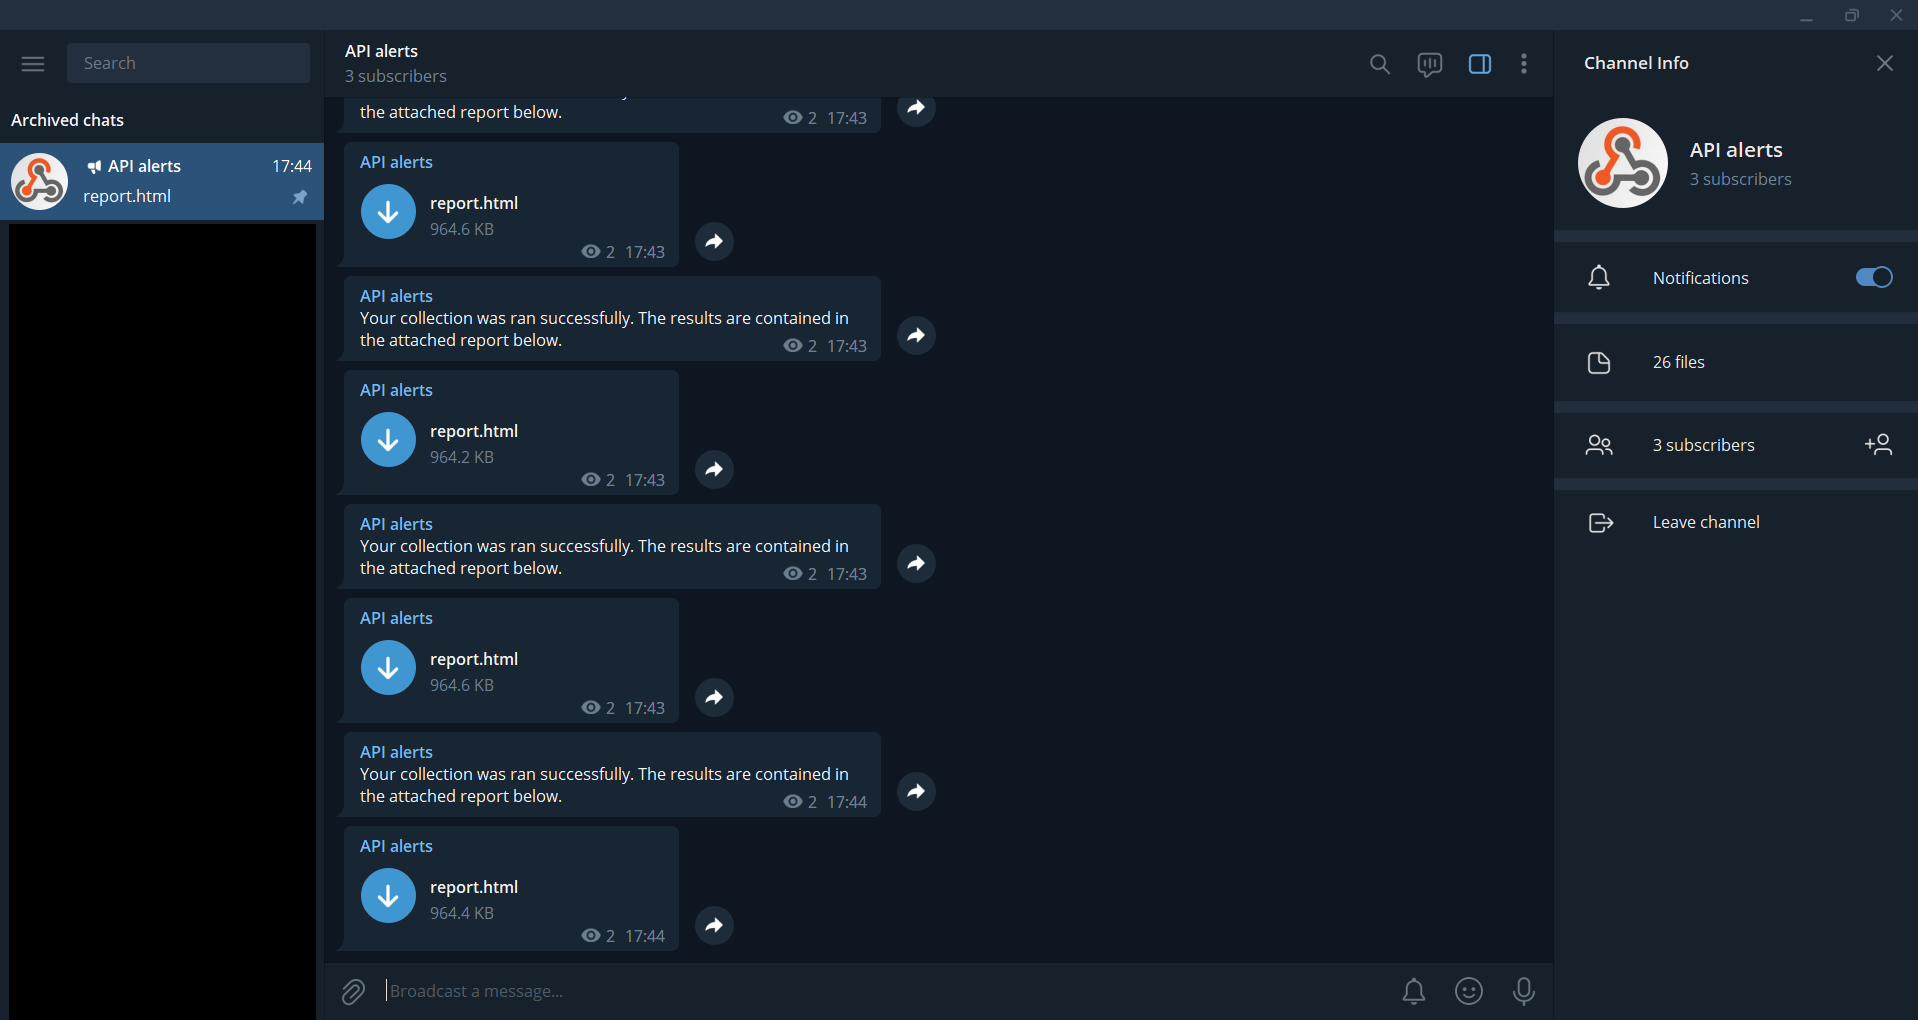 Search
Archived chats
API alerts 17:44
report.html
API alerts
3 subscribers
the attached report below.
2 17:43
API alerts
report.html
964.6 KB
2 17:43
API alerts
Your collection was ran successfully. The results are contained in
the attached report below.
2 17:43
API alerts
report.html
964.2 KB
2 17:43
API alerts
Your collection was ran successfully. The results are contained in
the attached report below.
2 17:43
API alerts
report.html
964.6 KB
2 17:43
API alerts
Your collection was ran successfully. The results are contained in
the attached report below.
2 17:44
API alerts
report.html
964.4 KB
2 17:44
Broadcast a message...
Channel Info
API alerts
3 subscribers
Notifications
26 files
3 subscribers
Leave channel